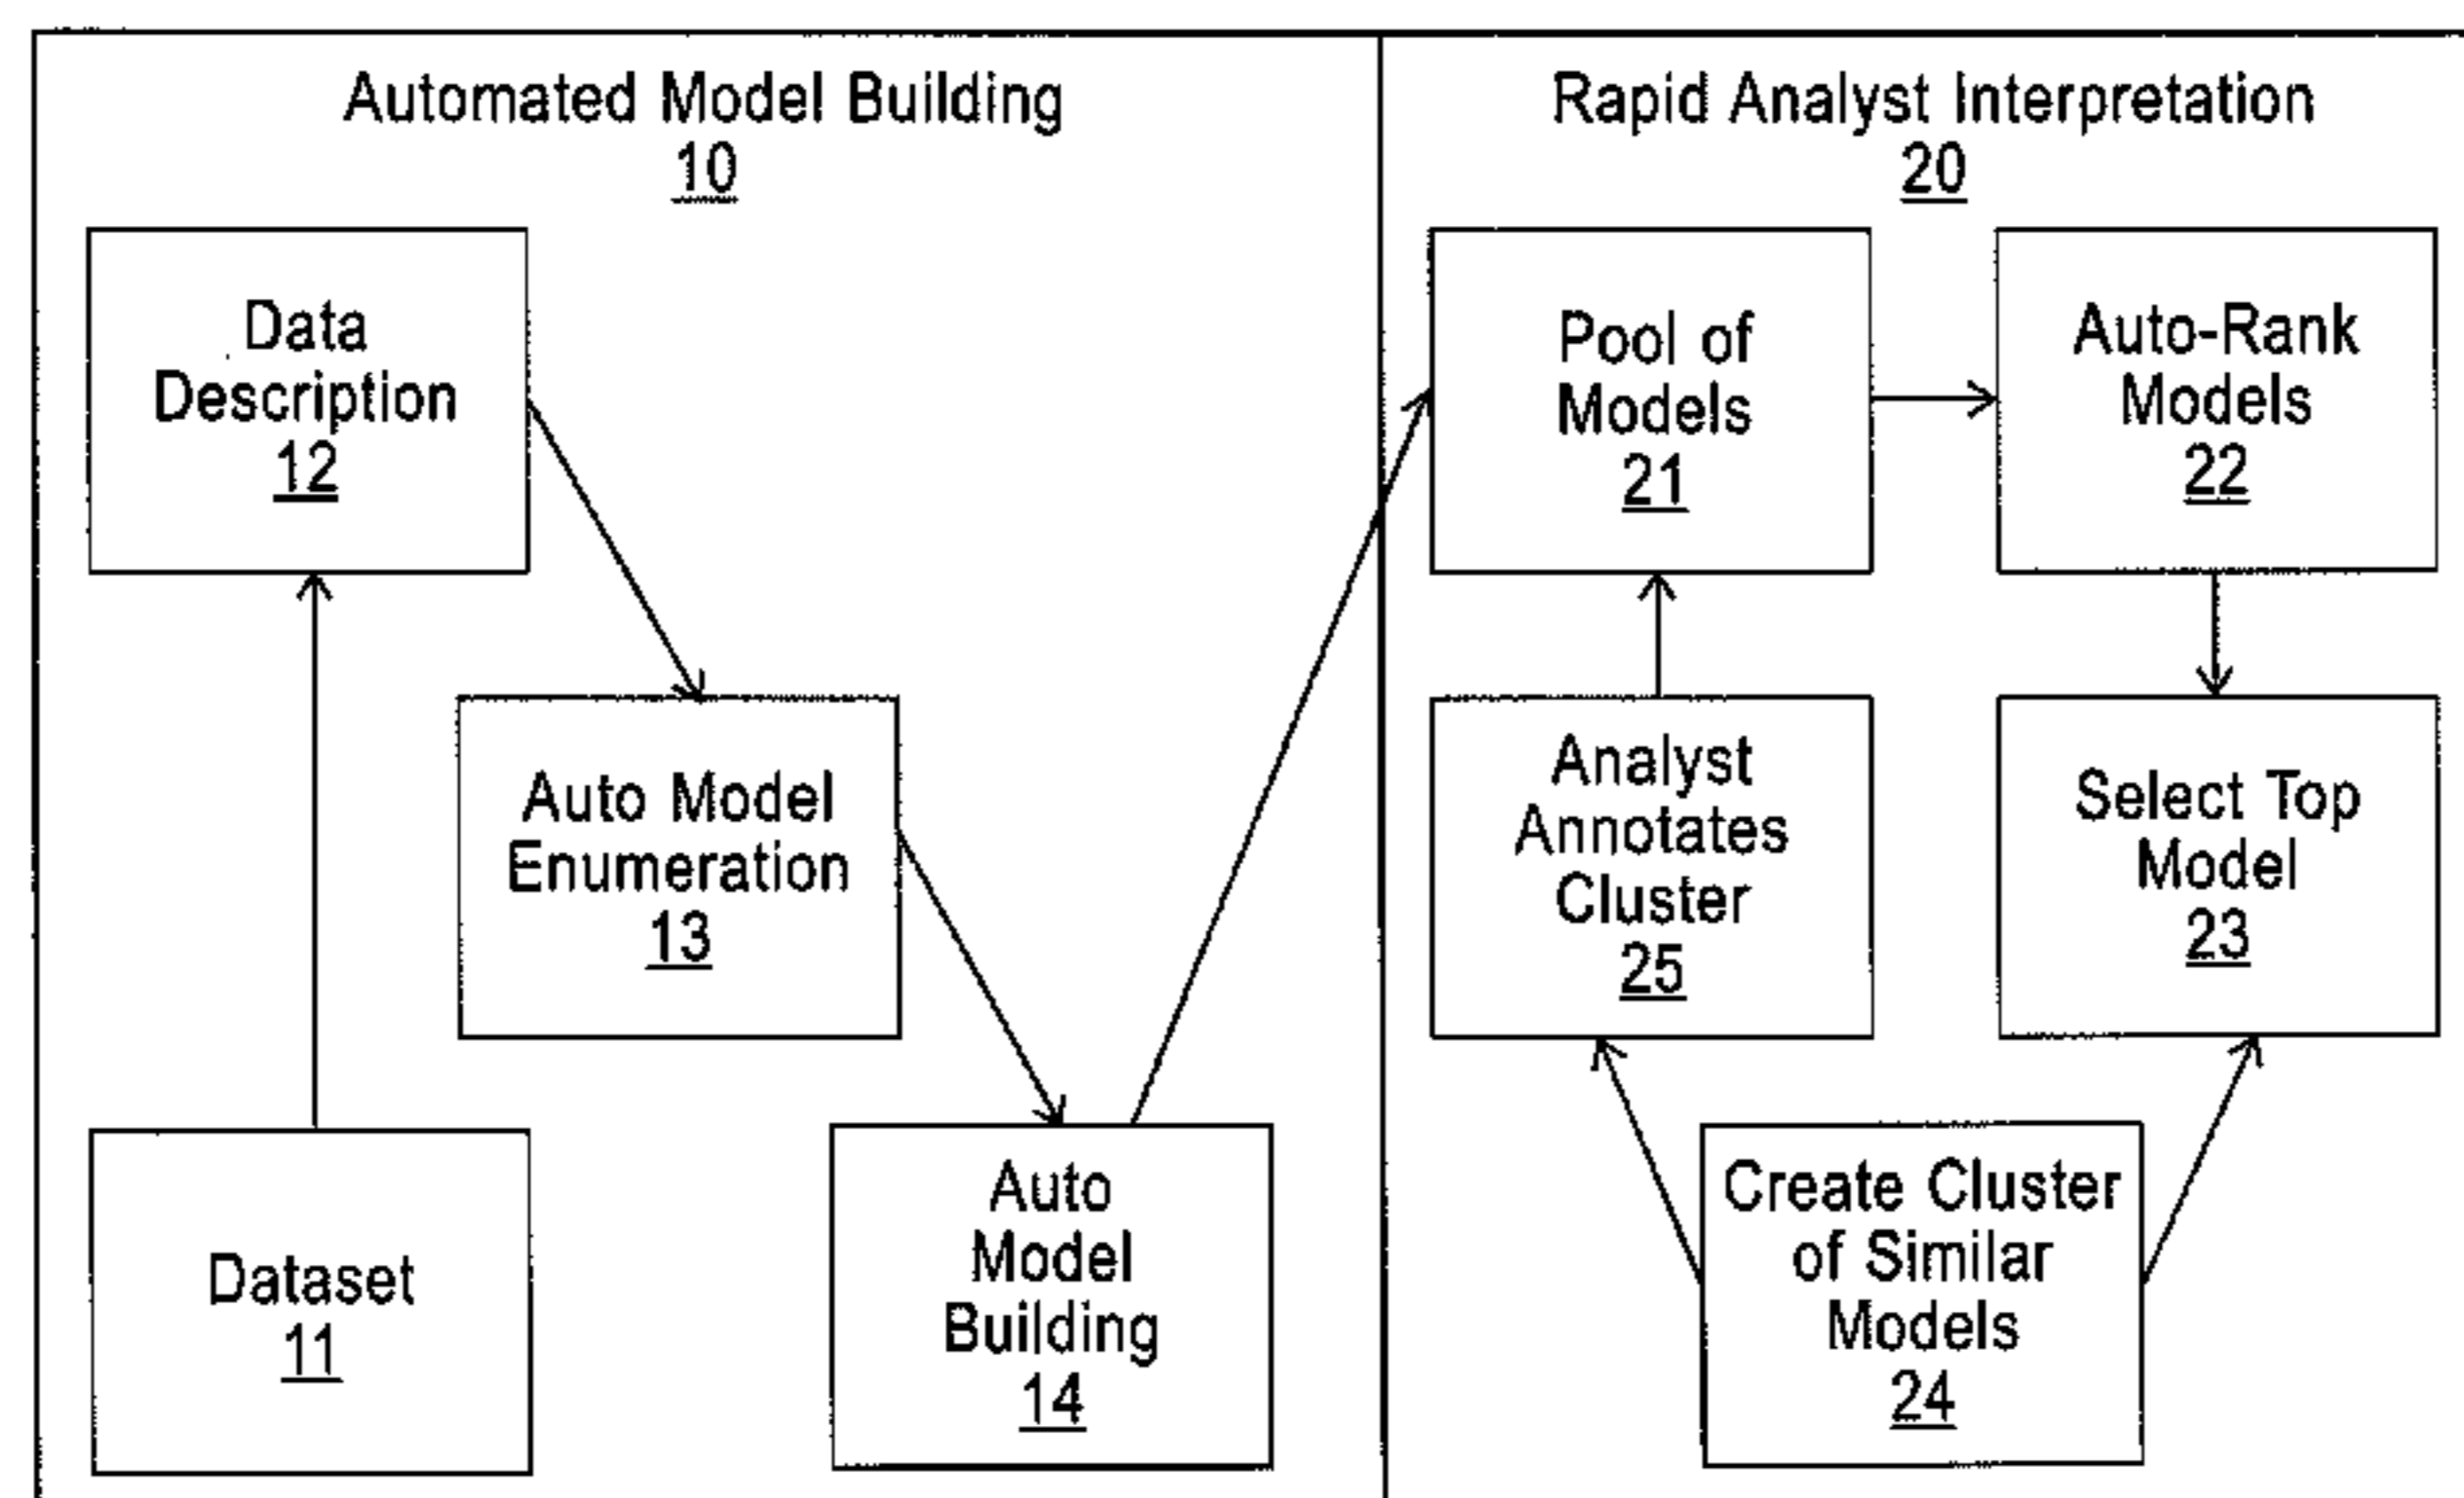 Automated Model Building
10
Data
Description
12
Auto Model
Enumeration
13
Dataset
11
Auto
Model
Building
14
Rapid Analyst Interpretation
20
Pool of
Models
21
Auto-Rank
Models
22
Analyst
Annotates
Cluster
25
Select Top
Model
23
Create Cluster
of Similar
Models
24